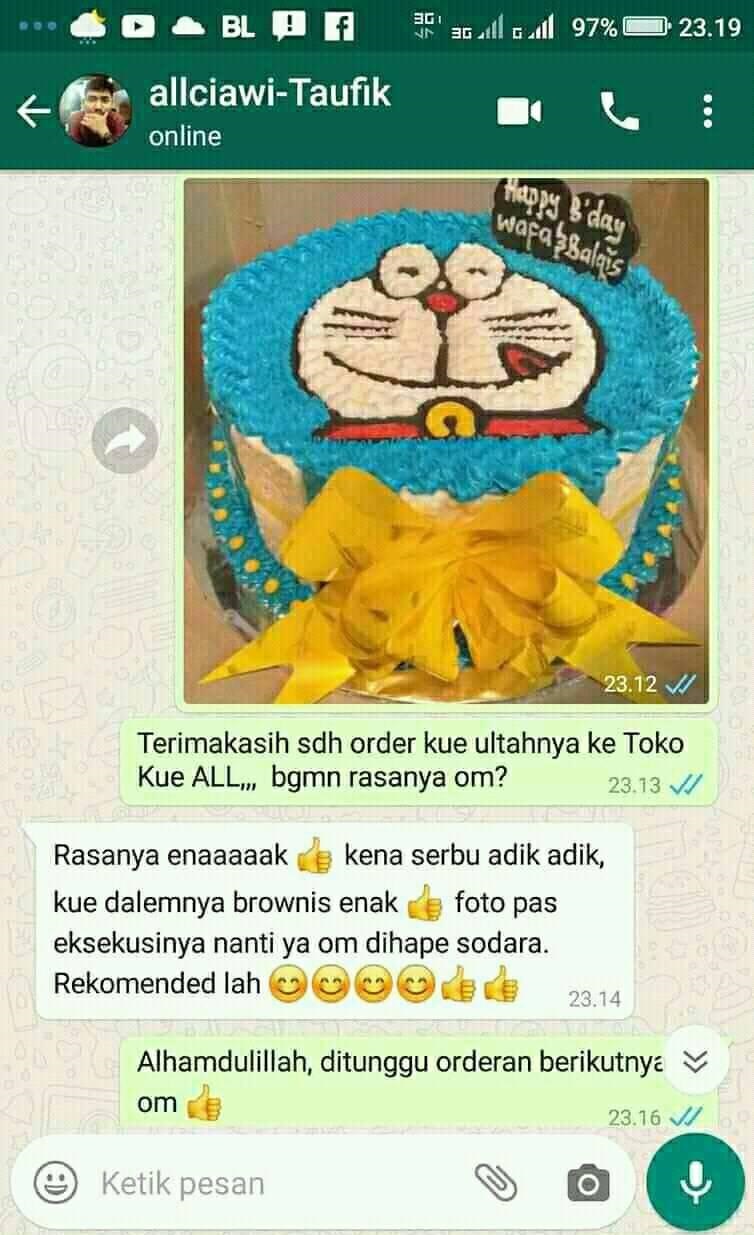 BL
3G
3G
G
97%
23.19
allciawi-Taufik
online
Happy B'day
wafa & Balqis
23.12
Terimakasih sdh order kue ultahnya ke Toko
Kue ALL,,, bgmn rasanya om?
23.13
Rasanya enaaaaak 👍 kena serbu adik adik,
kue dalemnya brownis enak 👍 foto pas
eksekusinya nanti ya om dihape sodara.
Rekomended lah 😊😊😊😊👍👍
23.14
Alhamdulillah, ditunggu orderan berikutnya
om 👍
23.16
Ketik pesan